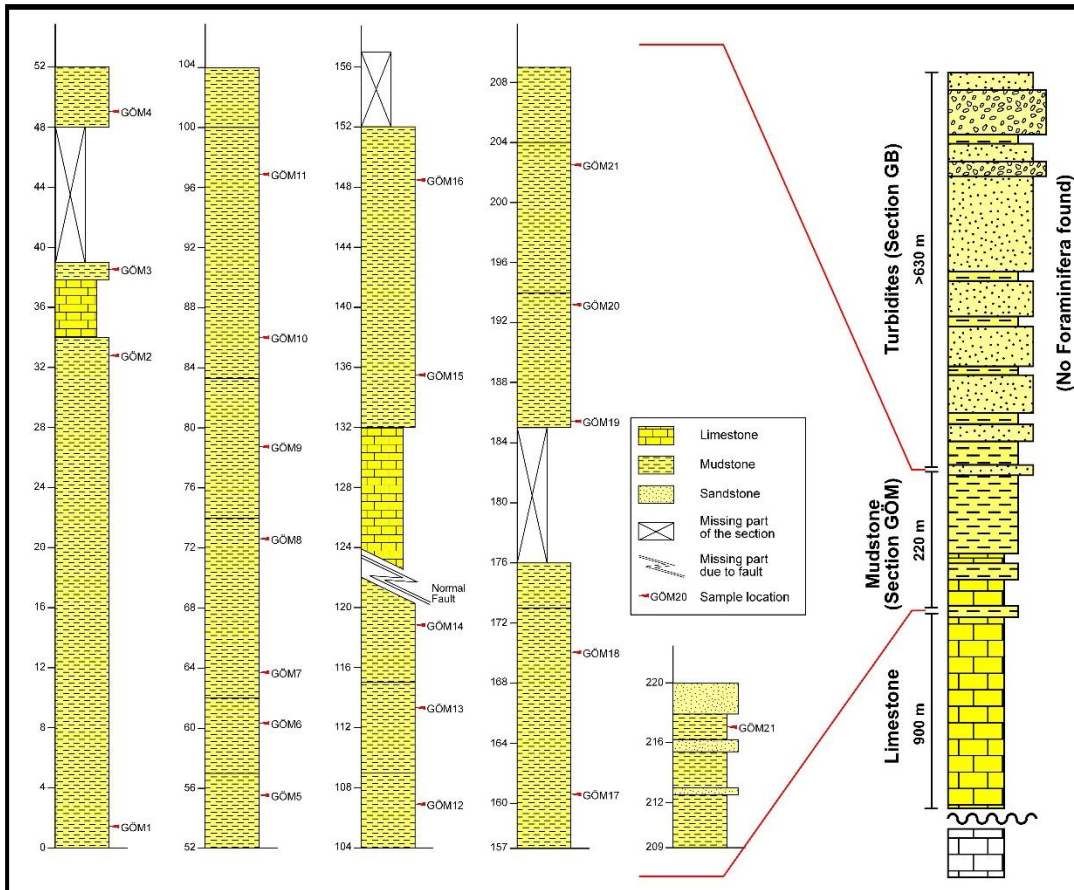 52
GÖM4
48
44
40
GÖM3
36
GÖM2
32
28
24
20
16
12
8
4
GÖM1
0
104
100
GÖM11
96
92
88
GÖM10
84
80
GÖM9
76
GÖM8
72
68
64
GÖM7
60
GÖM6
56
GÖM5
52
156
152
GÖM16
148
144
140
136
GÖM15
132
128
124
Normal
Fault
120
GÖM14
116
GÖM13
112
108
GÖM12
104
208
204
GÖM21
200
196
GÖM20
192
188
GÖM19
184
180
176
172
GÖM18
168
164
160
GÖM17
157
Limestone
Mudstone
Sandstone
Missing part
of the section
Missing part
due to fault
GÖM20 Sample location
220
GÖM21
216
212
209
Turbidites (Section GB)
>630 m
(No Foraminifera found)
Mudstone
(Section GÖM)
220 m
Limestone
900 m